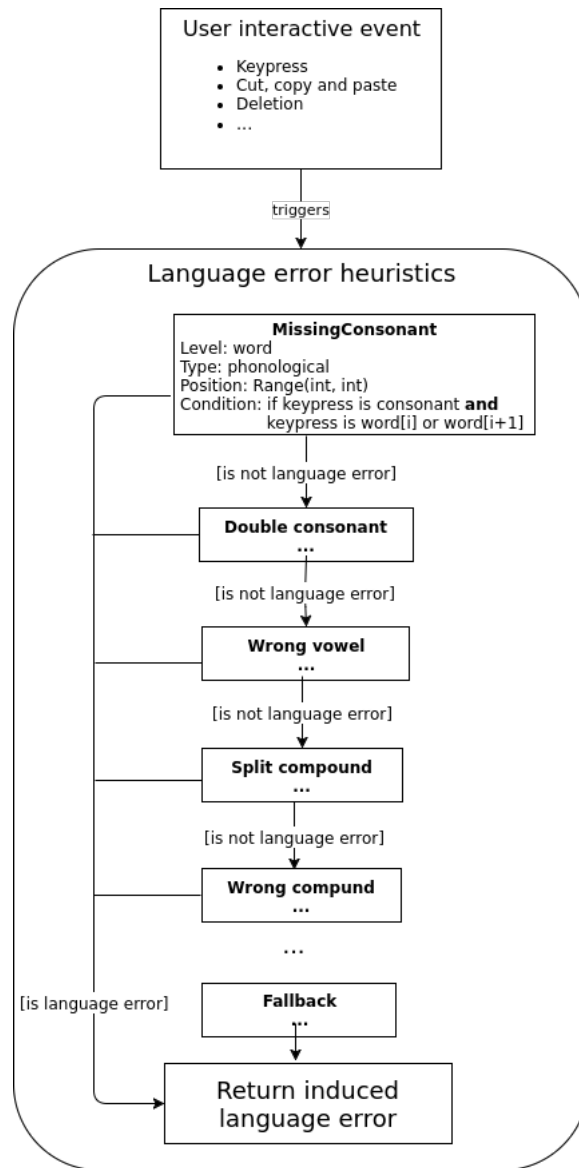 User interactive event
• Keypress
• Cut, copy and paste
• Deletion
• ...
triggers
Language error heuristics
MissingConsonant
Level: word
Type: phonological
Position: Range(int, int)
Condition: if keypress is consonant and
keypress is word[i] or word[i+1]
[is not language error]
Double consonant
...
[is not language error]
Wrong vowel
...
[is not language error]
Split compound
...
[is not language error]
Wrong compund
...
...
[is language error]
Fallback
...
Return induced
language error